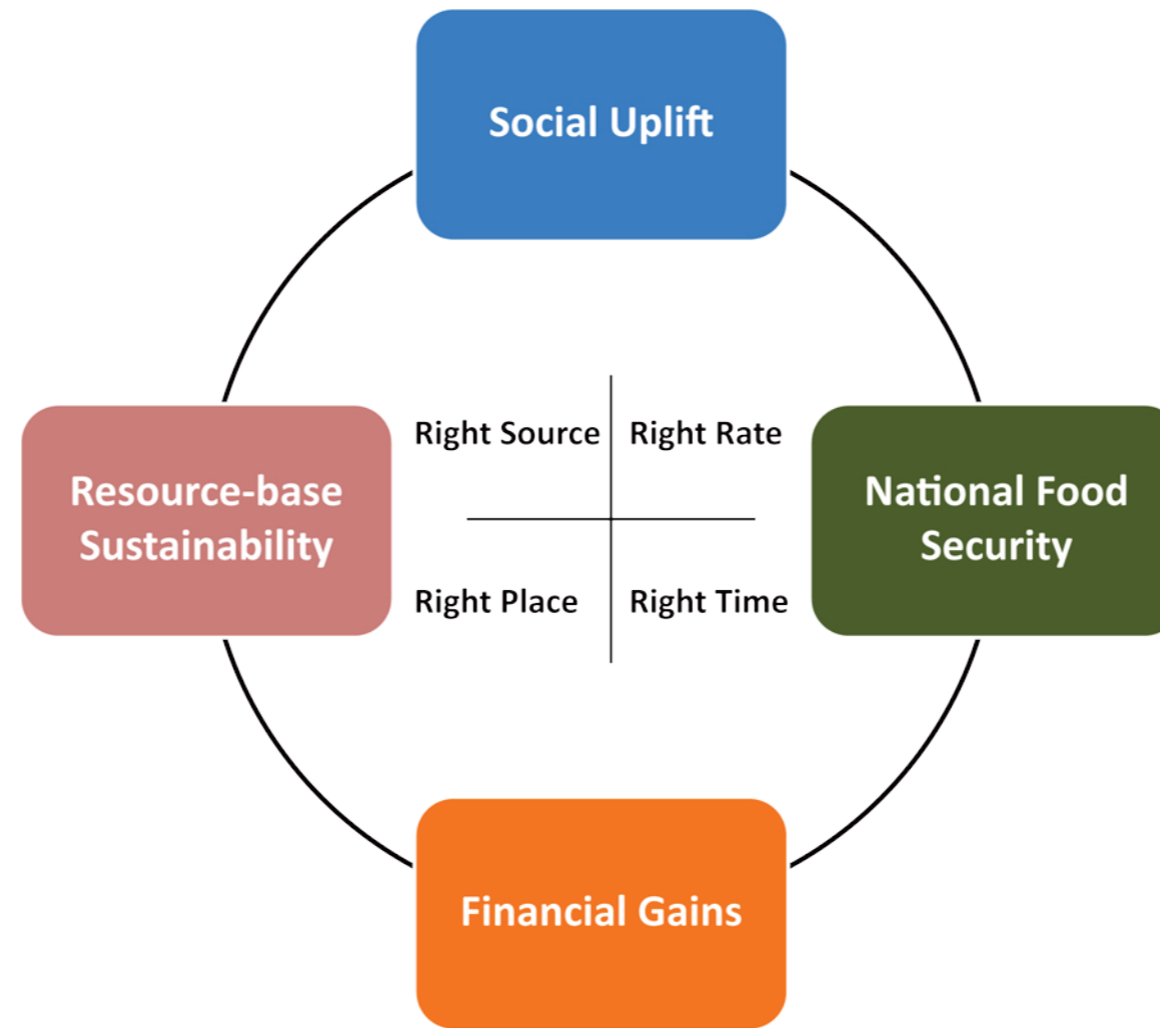 Social Uplift
Right Source
Right Rate
Resource-base
Sustainability
National Food
Security
Right Place
Right Time
Financial Gains